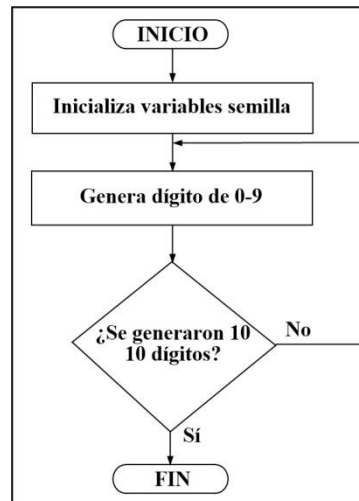 INICIO
Inicializa variables semilla
Genera dígito de 0-9
¿Se generaron 10
10 dígitos?
No
Sí
FIN